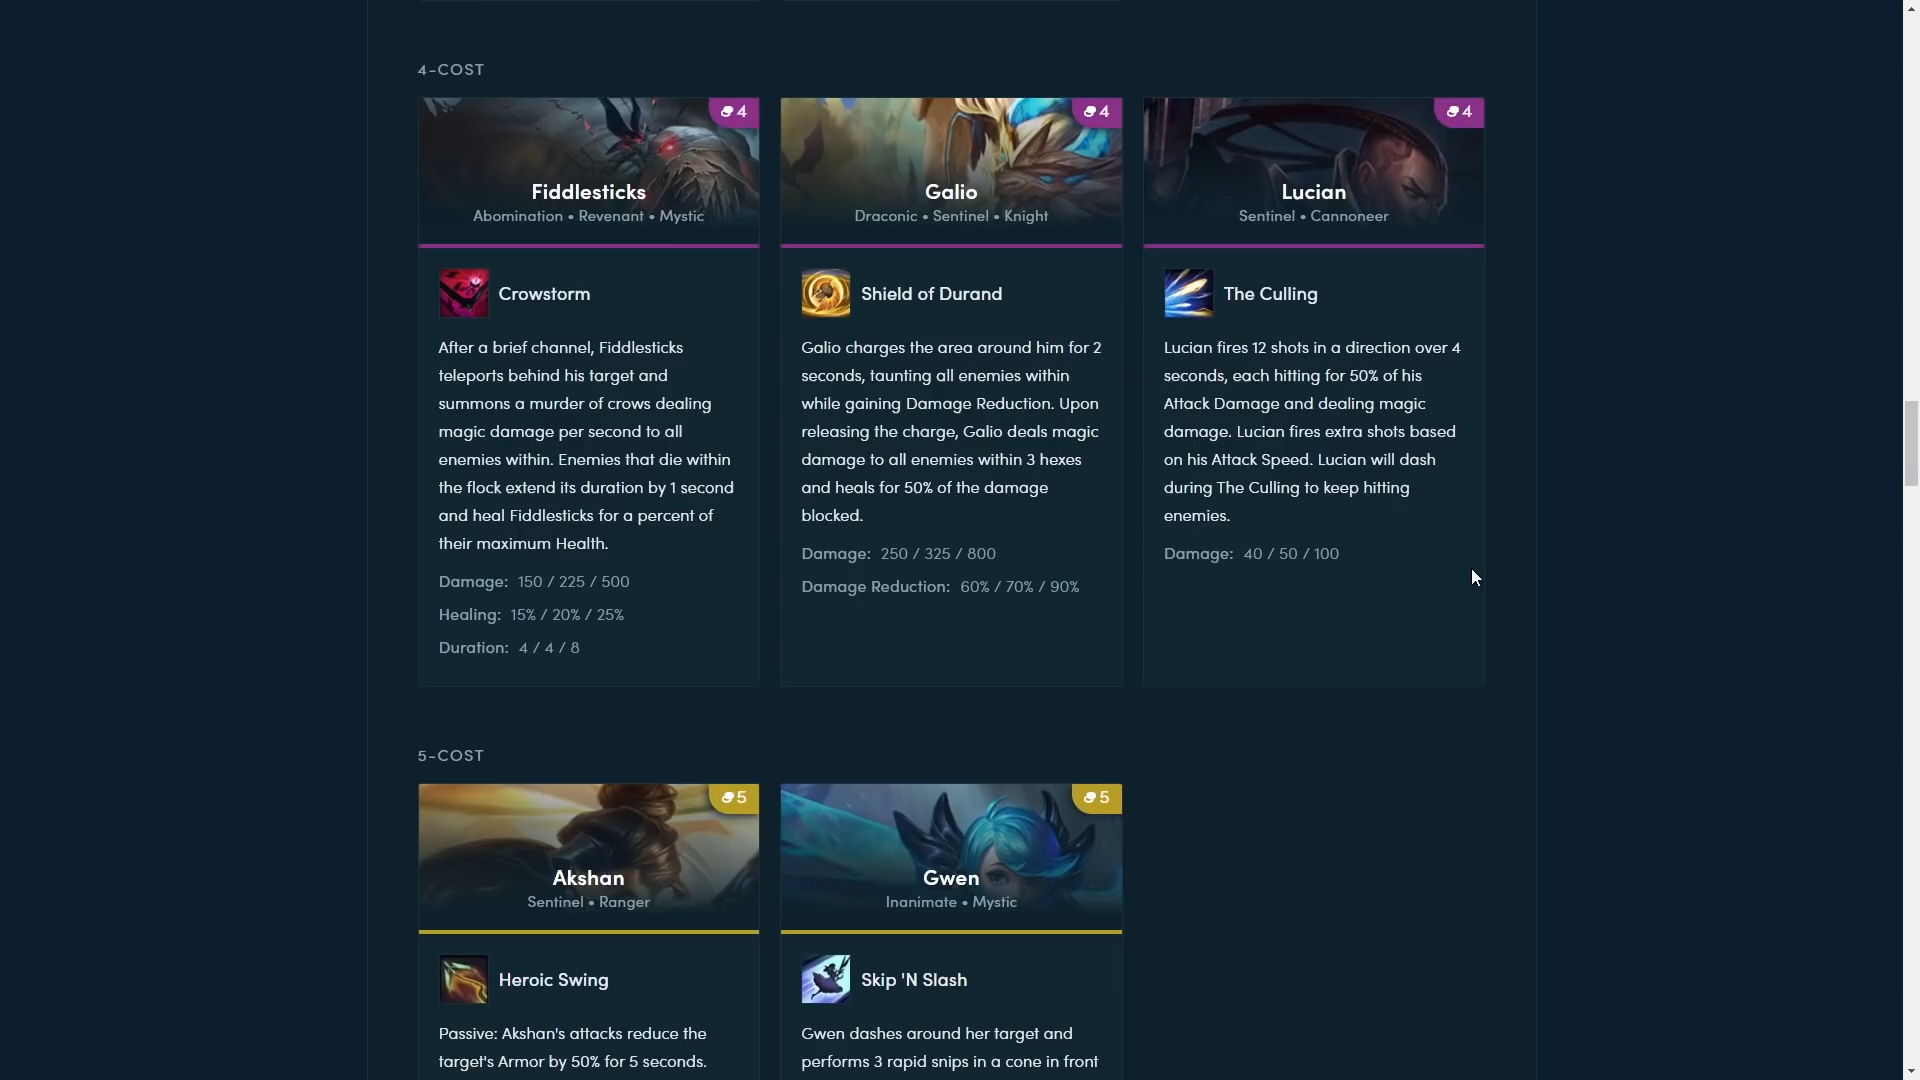 4-COST
4
Fiddlesticks
Abomination • Revenant • Mystic
Crowstorm
After a brief channel, Fiddlesticks
teleports behind his target and
summons a murder of crows dealing
magic damage per second to all
enemies within. Enemies that die within
the flock extend its duration by 1 second
and heal Fiddlesticks for a percent of
their maximum Health.
Damage: 150 / 225 / 500
Healing: 15% / 20% / 25%
Duration: 4 / 4 / 8
4
Galio
Draconic • Sentinel • Knight
Shield of Durand
Galio charges the area around him for 2
seconds, taunting all enemies within
while gaining Damage Reduction. Upon
releasing the charge, Galio deals magic
damage to all enemies within 3 hexes
and heals for 50% of the damage
blocked.
Damage: 250 / 325 / 800
Damage Reduction: 60% / 70% / 90%
4
Lucian
Sentinel • Cannoneer
The Culling
Lucian fires 12 shots in a direction over 4
seconds, each hitting for 50% of his
Attack Damage and dealing magic
damage. Lucian fires extra shots based
on his Attack Speed. Lucian will dash
during The Culling to keep hitting
enemies.
Damage: 40 / 50 / 100
5-COST
5
Akshan
Sentinel • Ranger
Heroic Swing
Passive: Akshan's attacks reduce the
target's Armor by 50% for 5 seconds.
5
Gwen
Inanimate • Mystic
Skip 'N Slash
Gwen dashes around her target and
performs 3 rapid snips in a cone in front